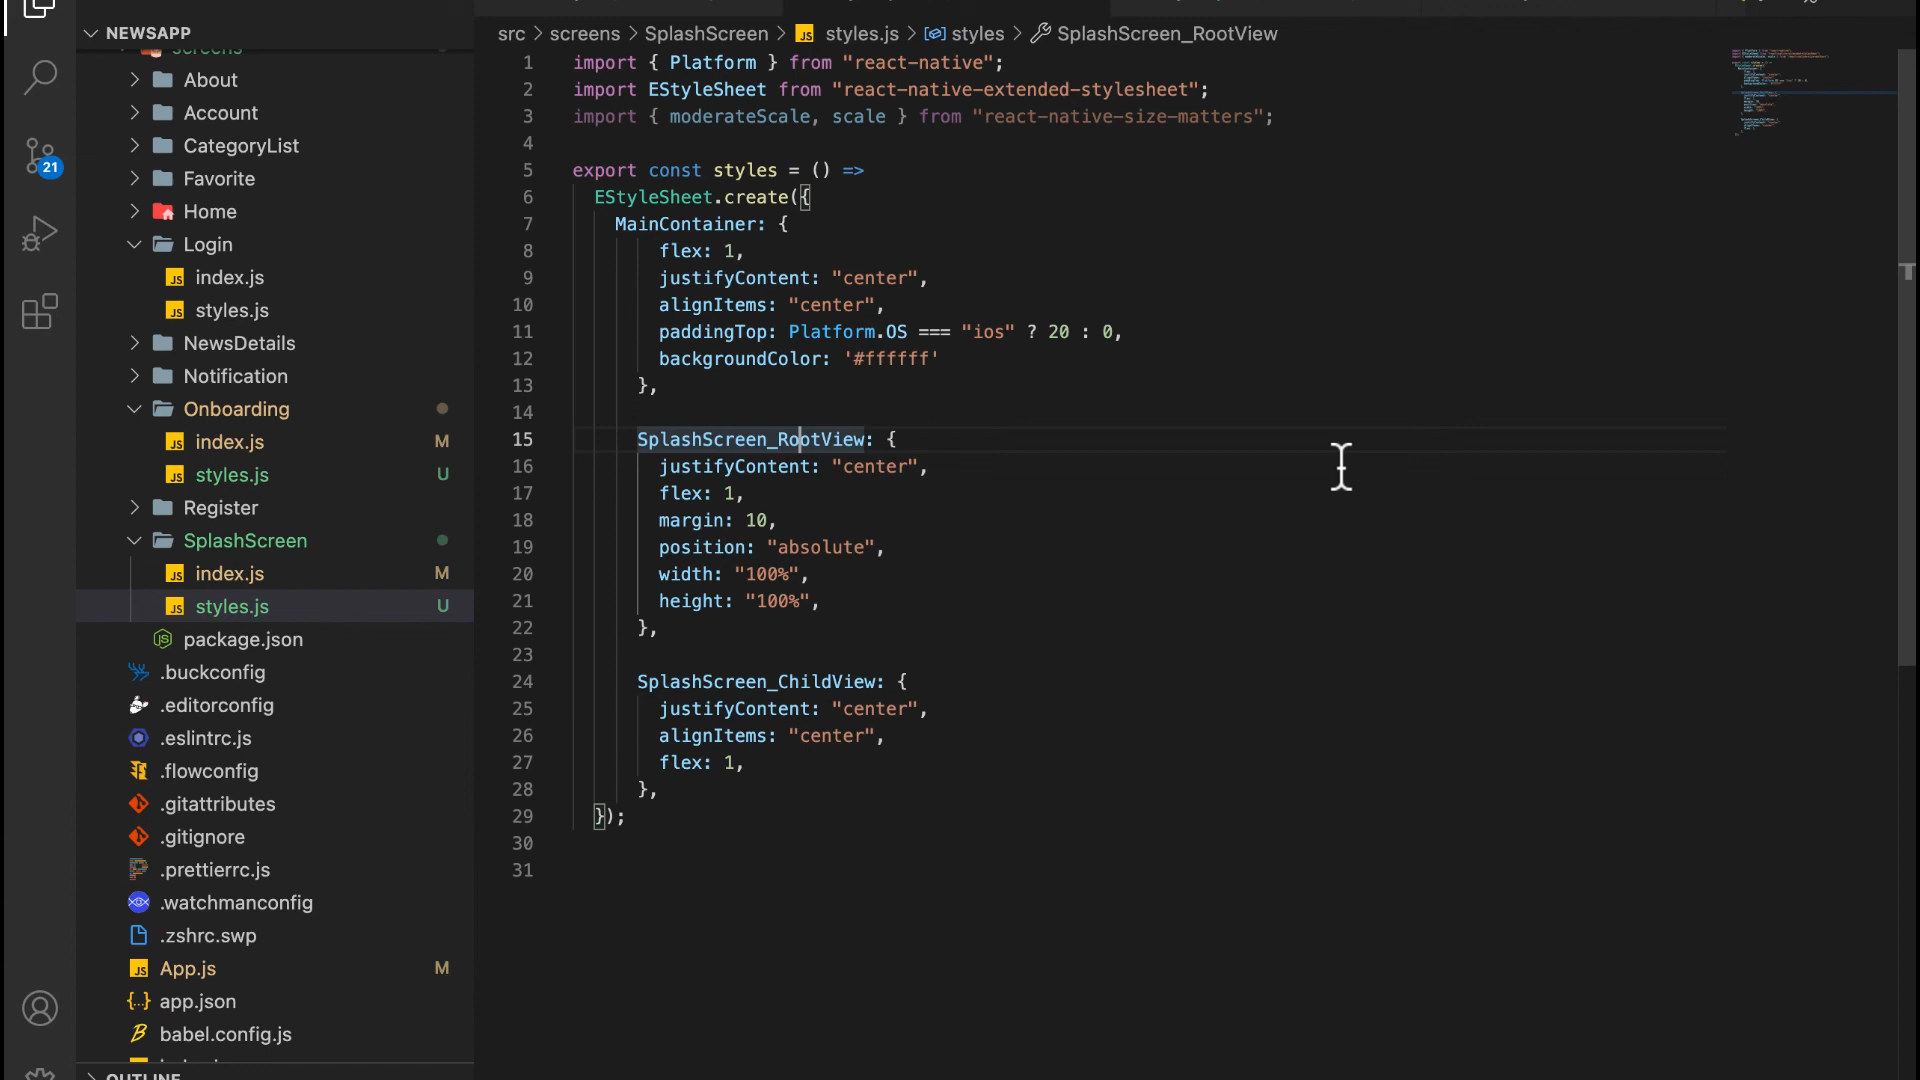 NEWSAPP
screens
About
Account
CategoryList
Favorite
Home
Login
index.js
styles.js
NewsDetails
Notification
Onboarding
index.js M
styles.js U
Register
SplashScreen
index.js M
styles.js U
package.json
.buckconfig
.editorconfig
.eslintrc.js
.flowconfig
.gitattributes
.gitignore
.prettierrc.js
.watchmanconfig
.zshrc.swp
App.js M
app.json
babel.config.js
OUTLINE
21
src > screens > SplashScreen > JS styles.js > styles > SplashScreen_RootView
1 import { Platform } from "react-native";
2 import EStyleSheet from "react-native-extended-stylesheet";
3 import { moderateScale, scale } from "react-native-size-matters";
4
5 export const styles = () =>
6 EStyleSheet.create({
7 MainContainer: {
8 flex: 1,
9 justifyContent: "center",
10 alignItems: "center",
11 paddingTop: Platform.OS === "ios" ? 20 : 0,
12 backgroundColor: '#ffffff'
13 },
14
15 SplashScreen_RootView: {
16 justifyContent: "center",
17 flex: 1,
18 margin: 10,
19 position: "absolute",
20 width: "100%",
21 height: "100%",
22 },
23
24 SplashScreen_ChildView: {
25 justifyContent: "center",
26 alignItems: "center",
27 flex: 1,
28 },
29 });
30
31